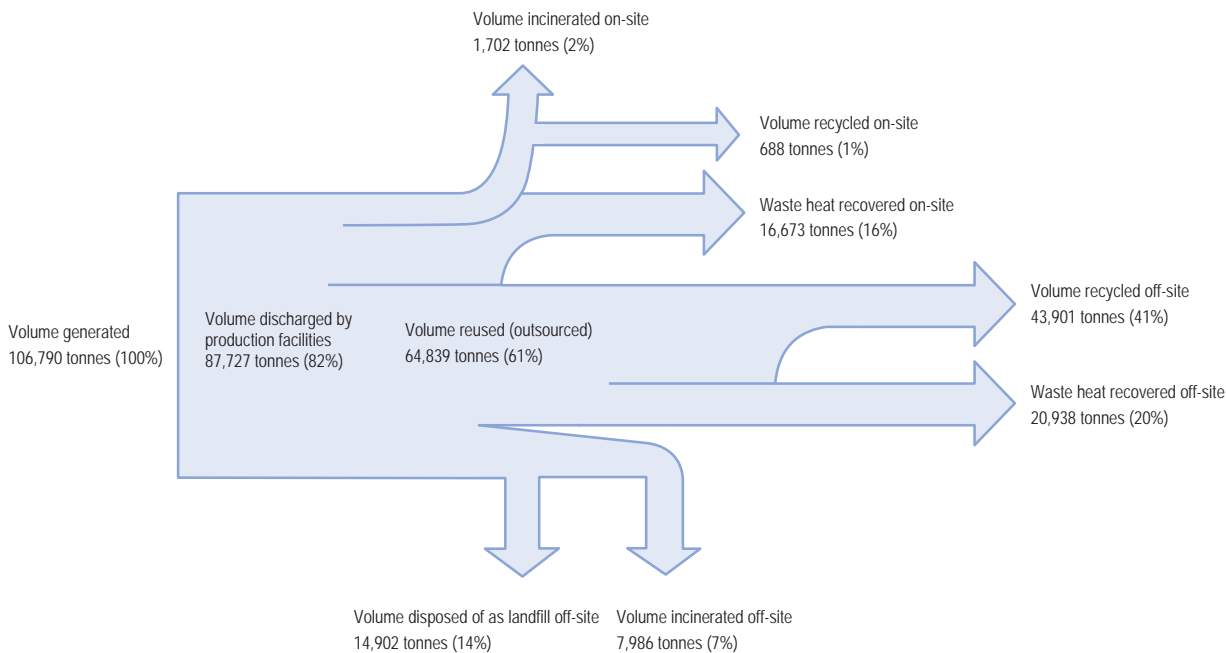 Volume incinerated on-site
1,702 tonnes (2%)
Volume recycled on-site
688 tonnes (1%)
Waste heat recovered on-site
16,673 tonnes (16%)
Volume recycled off-site
43,901 tonnes (41%)
Volume generated
106,790 tonnes (100%)
Volume discharged by
production facilities
87,727 tonnes (82%)
Volume reused (outsourced)
64,839 tonnes (61%)
Waste heat recovered off-site
20,938 tonnes (20%)
Volume disposed of as landfill off-site
14,902 tonnes (14%)
Volume incinerated off-site
7,986 tonnes (7%)